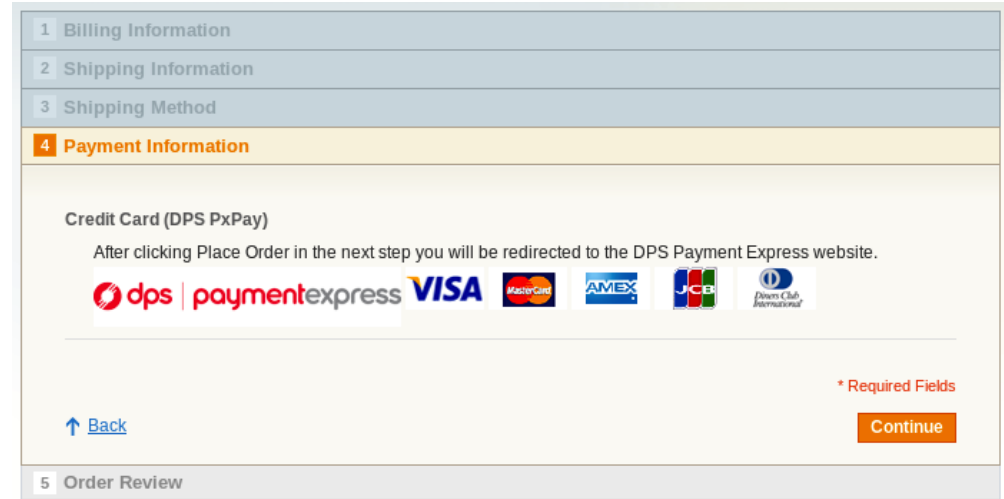 1 Billing Information
2 Shipping Information
3 Shipping Method
4 Payment Information
Credit Card (DPS PxPay)
After clicking Place Order in the next step you will be redirected to the DPS Payment Express website.
dps | paymentexpress VISA MasterCard AMEX JCB Diners Club International
* Required Fields
Back
Continue
5 Order Review